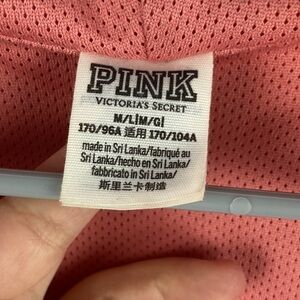 PINK
VICTORIA'S SECRET
M/L|M/G|
170/96A 适用 170/104A
made in Sri Lanka/fabriqué au
Sri Lanka/hecho en Sri Lanka/
fabbricato in Sri Lanka/
斯里兰卡制造